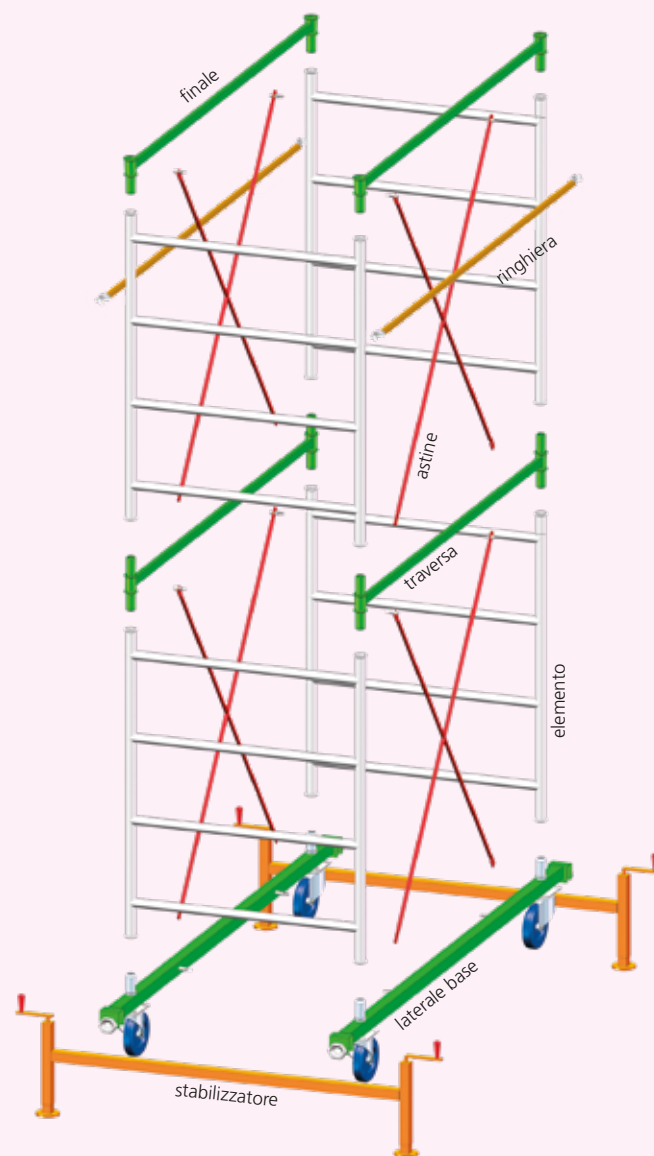 finale
ringhiera
astine
traversa
elemento
laterale base
stabilizzatore